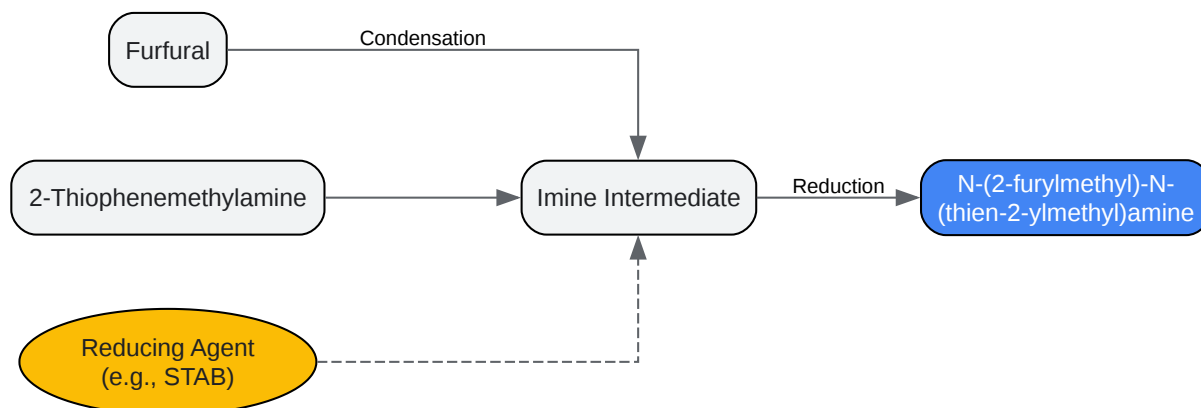 Furfural
Condensation
2-Thiophenemethylamine
Imine Intermediate
Reduction
N-(2-furylmethyl)-N-
(thien-2-ylmethyl)amine
Reducing Agent
(e.g., STAB)